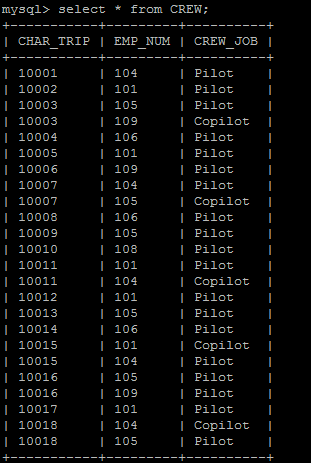 mysql> select * from CREW;
+-----------+---------+----------+
| CHAR_TRIP | EMP_NUM | CREW_JOB |
+-----------+---------+----------+
| 10001     | 104     | Pilot    |
| 10002     | 101     | Pilot    |
| 10003     | 105     | Pilot    |
| 10003     | 109     | Copilot  |
| 10004     | 106     | Pilot    |
| 10005     | 101     | Pilot    |
| 10006     | 109     | Pilot    |
| 10007     | 104     | Pilot    |
| 10007     | 105     | Copilot  |
| 10008     | 106     | Pilot    |
| 10009     | 105     | Pilot    |
| 10010     | 108     | Pilot    |
| 10011     | 101     | Pilot    |
| 10011     | 104     | Copilot  |
| 10012     | 101     | Pilot    |
| 10013     | 105     | Pilot    |
| 10014     | 106     | Pilot    |
| 10015     | 101     | Copilot  |
| 10015     | 104     | Pilot    |
| 10016     | 105     | Pilot    |
| 10016     | 109     | Pilot    |
| 10017     | 101     | Pilot    |
| 10018     | 104     | Copilot  |
| 10018     | 105     | Pilot    |
+-----------+---------+----------+